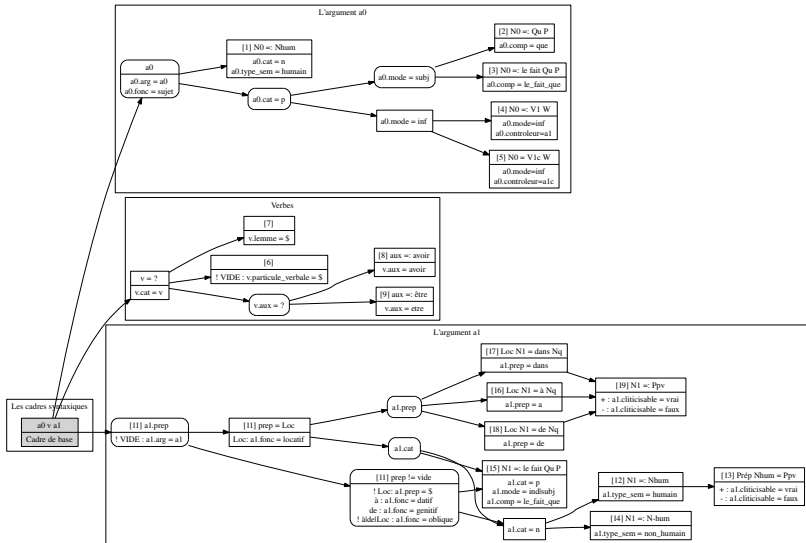 L'argument a0
a0
a0.arg = a0
a0.fonc = sujet
[1] N0 =: Nhum
a0.cat = n
a0.type_sem = humain
a0.cat = p
a0.mode = subj
[2] N0 =: Qu P
a0.comp = que
[3] N0 =: le fait Qu P
a0.comp = le_fait_que
a0.mode = inf
[4] N0 =: V1 W
a0.mode=inf
a0.controleur=a1
[5] N0 = V1c W
a0.mode=inf
a0.controleur=a1c
Verbes
v = ?
v.cat = v
[7]
v.lemme = $
[6]
! VIDE : v.particule_verbale = $
v.aux = ?
[8] aux =: avoir
v.aux = avoir
[9] aux =: être
v.aux = etre
Les cadres syntaxiques
a0 v a1
Cadre de base
L'argument a1
[11] a1.prep
! VIDE : a1.arg = a1
[11] prep = Loc
Loc: a1.fonc = locatif
a1.prep
[17] Loc N1 = dans Nq
a1.prep = dans
[16] Loc N1 = à Nq
a1.prep = a
[18] Loc N1 = de Nq
a1.prep = de
[19] N1 =: Ppv
+ : a1.cliticisable = vrai
- : a1.cliticisable = faux
a1.cat
[11] prep != vide
! Loc: a1.prep = $
à : a1.fonc = datif
de : a1.fonc = genitif
! àlde|Loc : a1.fonc = oblique
[15] N1 =: le fait Qu P
a1.cat = p
a1.mode = indlsubj
a1.comp = le_fait_que
a1.cat = n
[12] N1 =: Nhum
a1.type_sem = humain
[13] Prép Nhum = Ppv
+ : a1.cliticisable = vrai
- : a1.cliticisable = faux
[14] N1 =: N-hum
a1.type_sem = non_humain